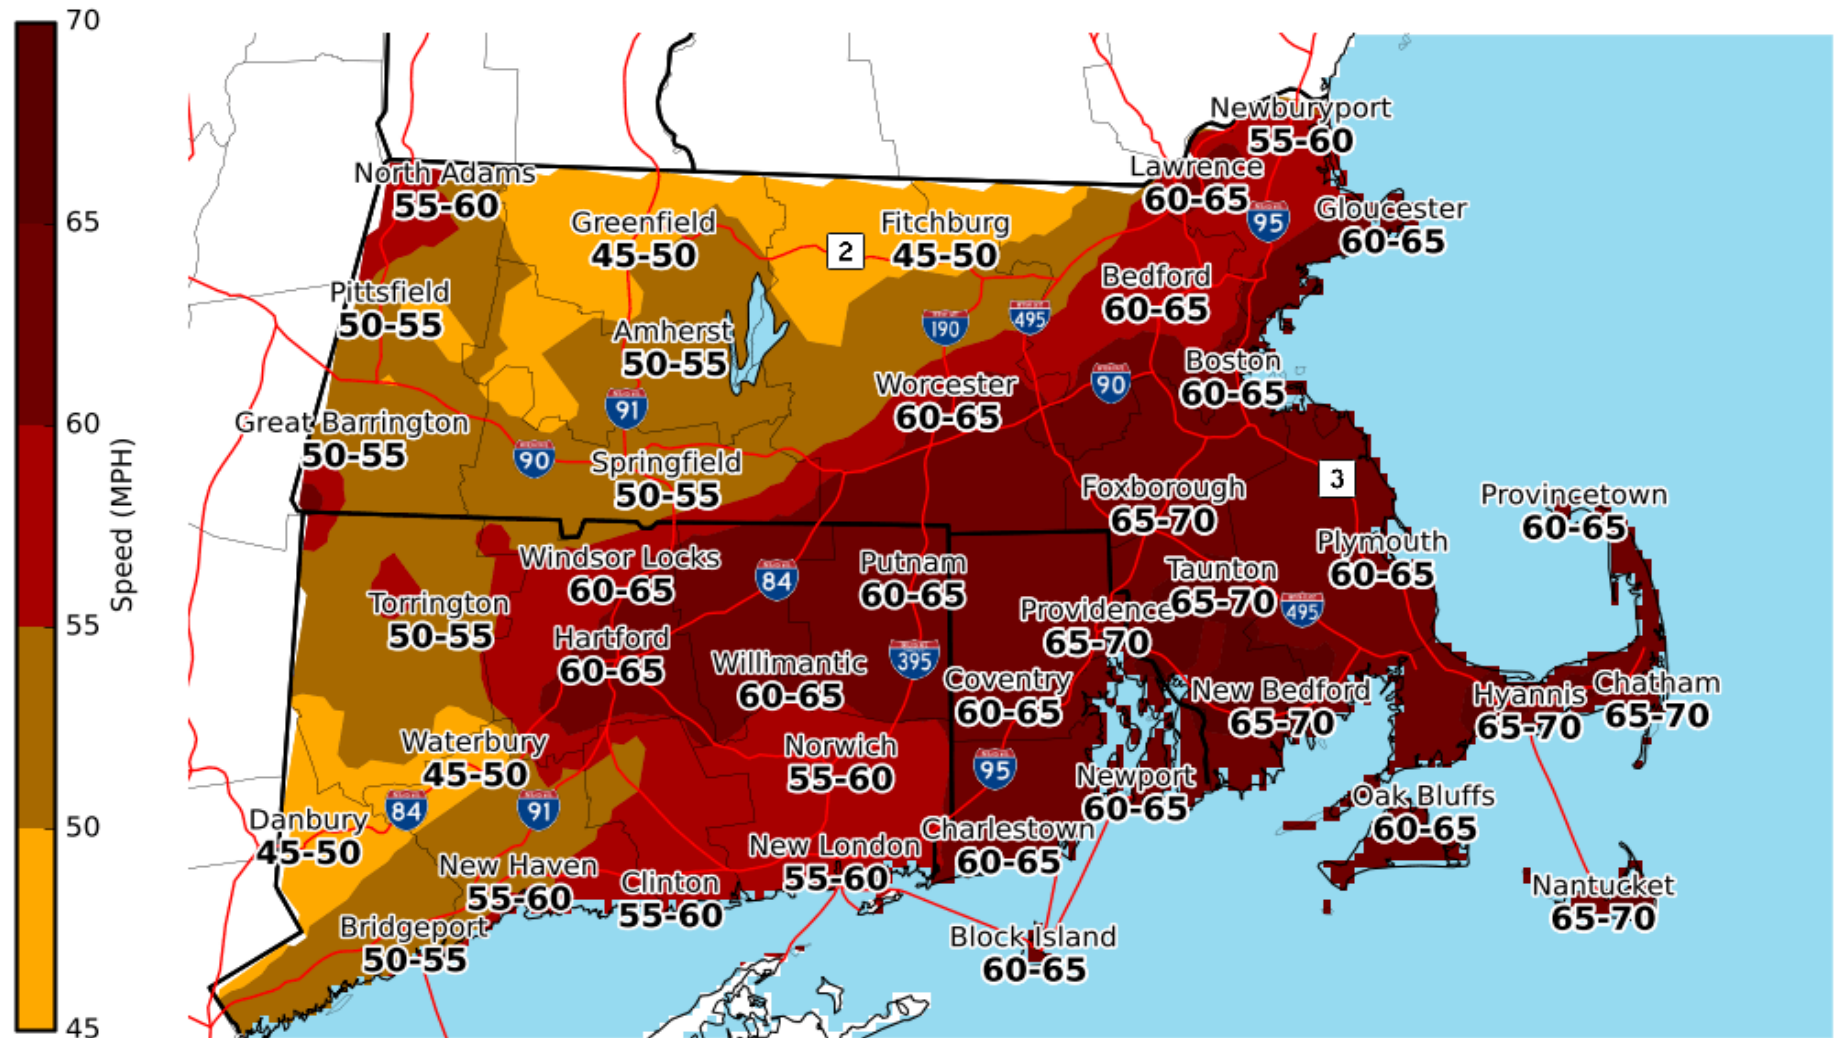 70
65
60
55
50
45
Speed (MPH)
Newburyport
55-60
Lawrence
60-65
North Adams
55-60
95
Gloucester
60-65
Greenfield
45-50
2
Fitchburg
45-50
Bedford
60-65
Pittsfield
50-55
190
495
Amherst
50-55
Boston
60-65
90
Worcester
60-65
91
Great Barrington
50-55
90
Springfield
50-55
3
Foxborough
65-70
Provincetown
60-65
Windsor Locks
60-65
84
Putnam
60-65
Plymouth
60-65
Taunton
65-70
495
Torrington
50-55
Providence
65-70
Hartford
60-65
Willimantic
60-65
395
Coventry
60-65
New Bedford
65-70
Hyannis
65-70
Chatham
65-70
Waterbury
45-50
Norwich
55-60
95
Newport
60-65
84
91
Oak Bluffs
60-65
Danbury
45-50
Charlestown
60-65
New London
55-60
New Haven
55-60
Clinton
55-60
Nantucket
65-70
Bridgeport
50-55
Block Island
60-65